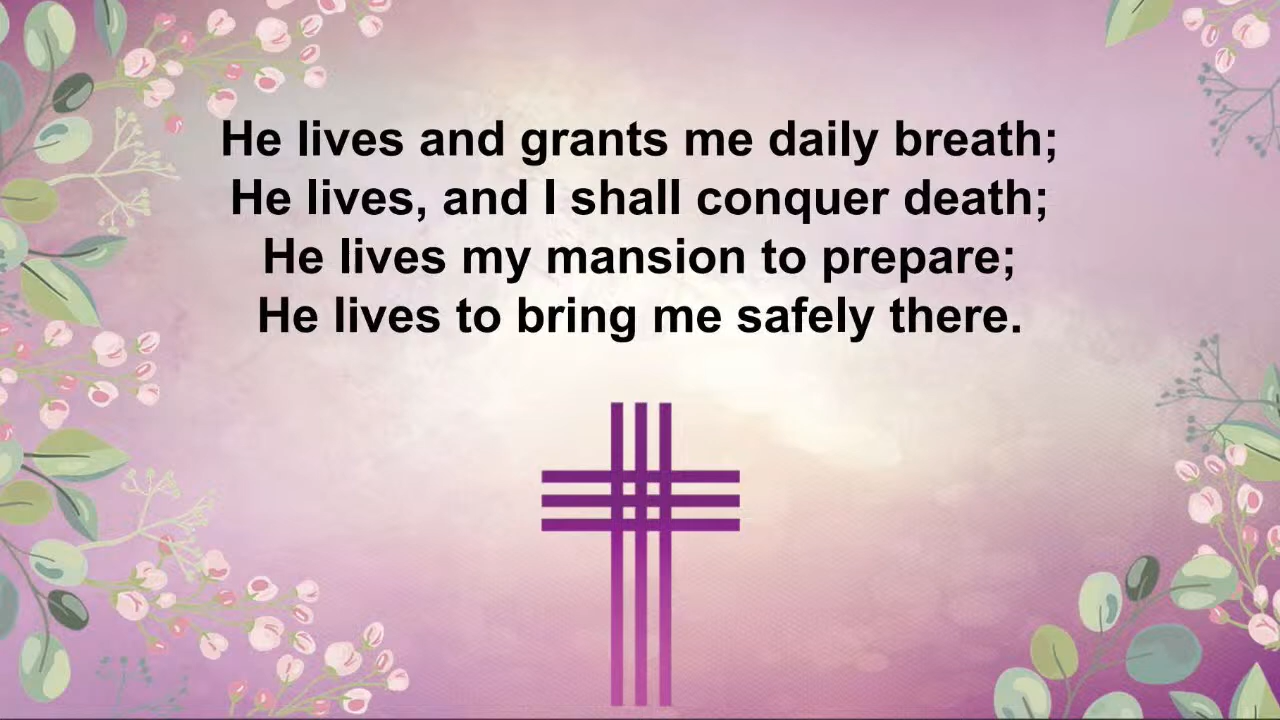 He lives and grants me daily breath;
He lives, and I shall conquer death;
He lives my mansion to prepare;
He lives to bring me safely there.